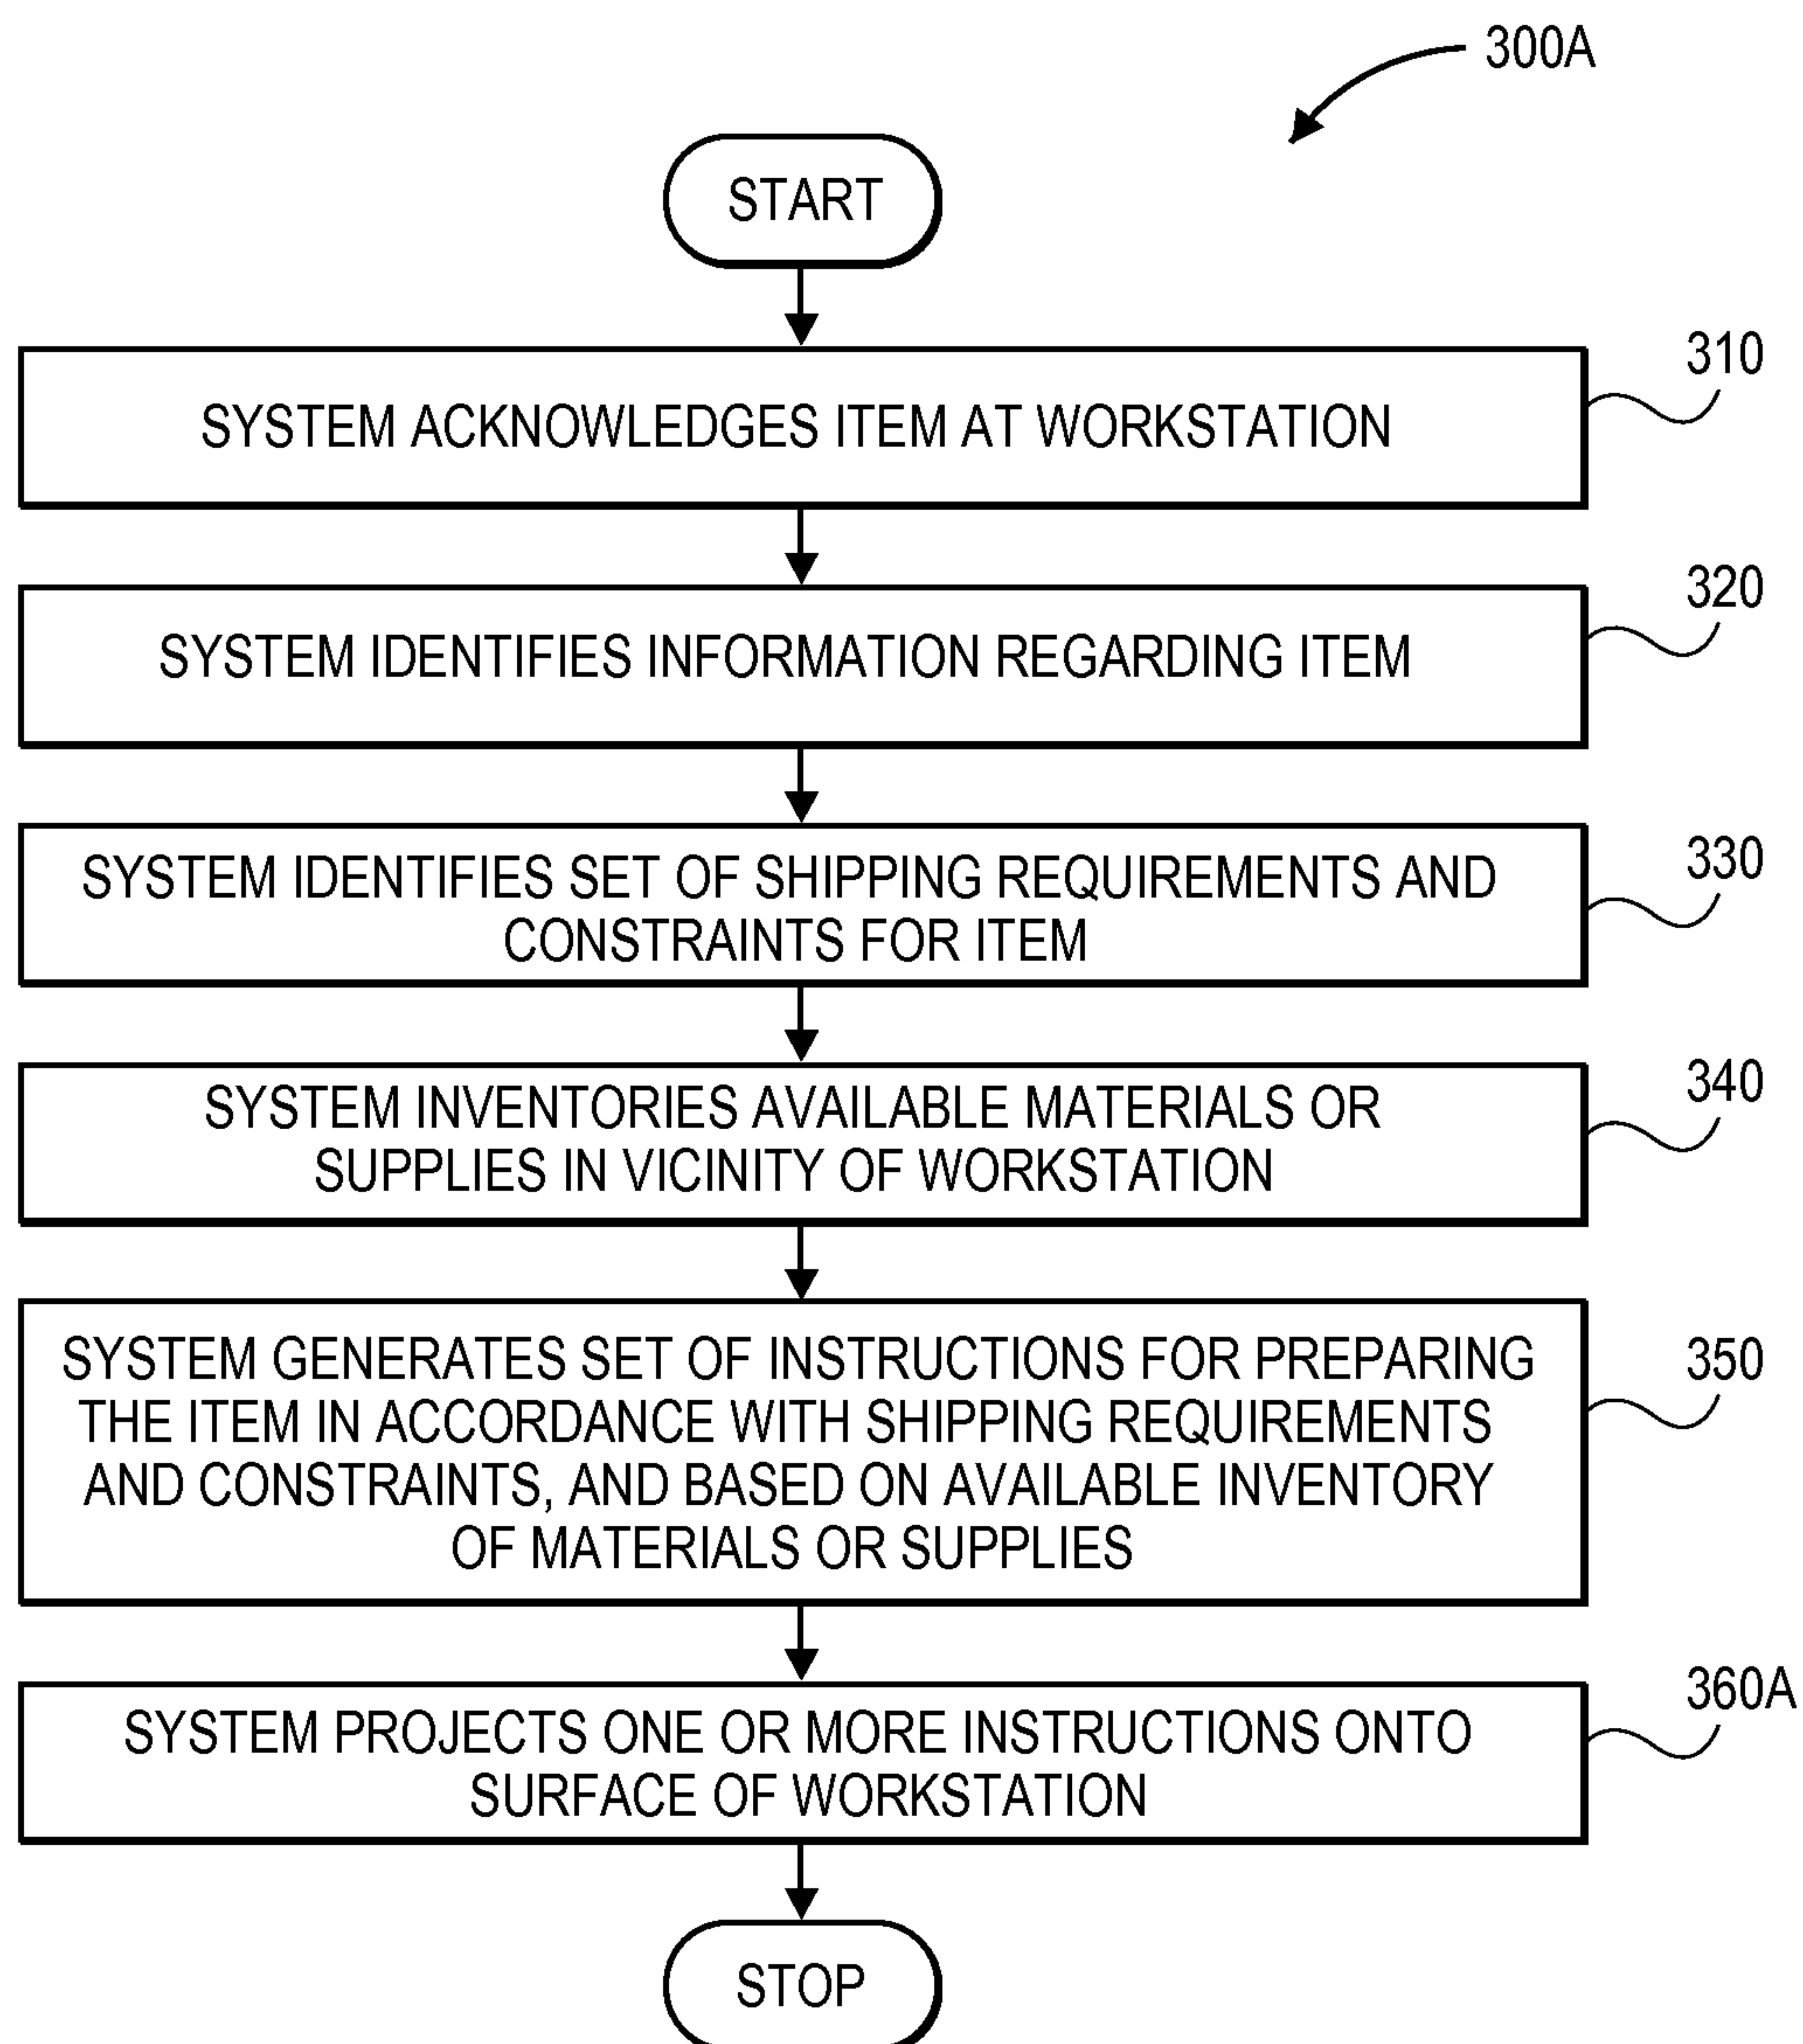 300A
START
310
SYSTEM ACKNOWLEDGES ITEM AT WORKSTATION
320
SYSTEM IDENTIFIES INFORMATION REGARDING ITEM
330
SYSTEM IDENTIFIES SET OF SHIPPING REQUIREMENTS AND
CONSTRAINTS FOR ITEM
340
SYSTEM INVENTORIES AVAILABLE MATERIALS OR
SUPPLIES IN VICINITY OF WORKSTATION
350
SYSTEM GENERATES SET OF INSTRUCTIONS FOR PREPARING
THE ITEM IN ACCORDANCE WITH SHIPPING REQUIREMENTS
AND CONSTRAINTS, AND BASED ON AVAILABLE INVENTORY
OF MATERIALS OR SUPPLIES
360A
SYSTEM PROJECTS ONE OR MORE INSTRUCTIONS ONTO
SURFACE OF WORKSTATION
STOP